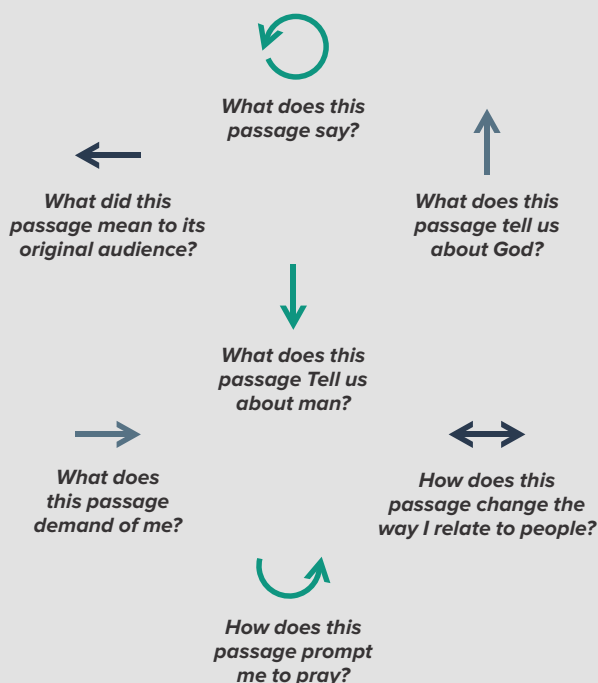 What does this
passage say?
What did this
passage mean to its
original audience?
What does this
passage tell us
about God?
What does this
passage Tell us
about man?
What does
this passage
demand of me?
How does this
passage change the
way I relate to people?
How does this
passage prompt
me to pray?